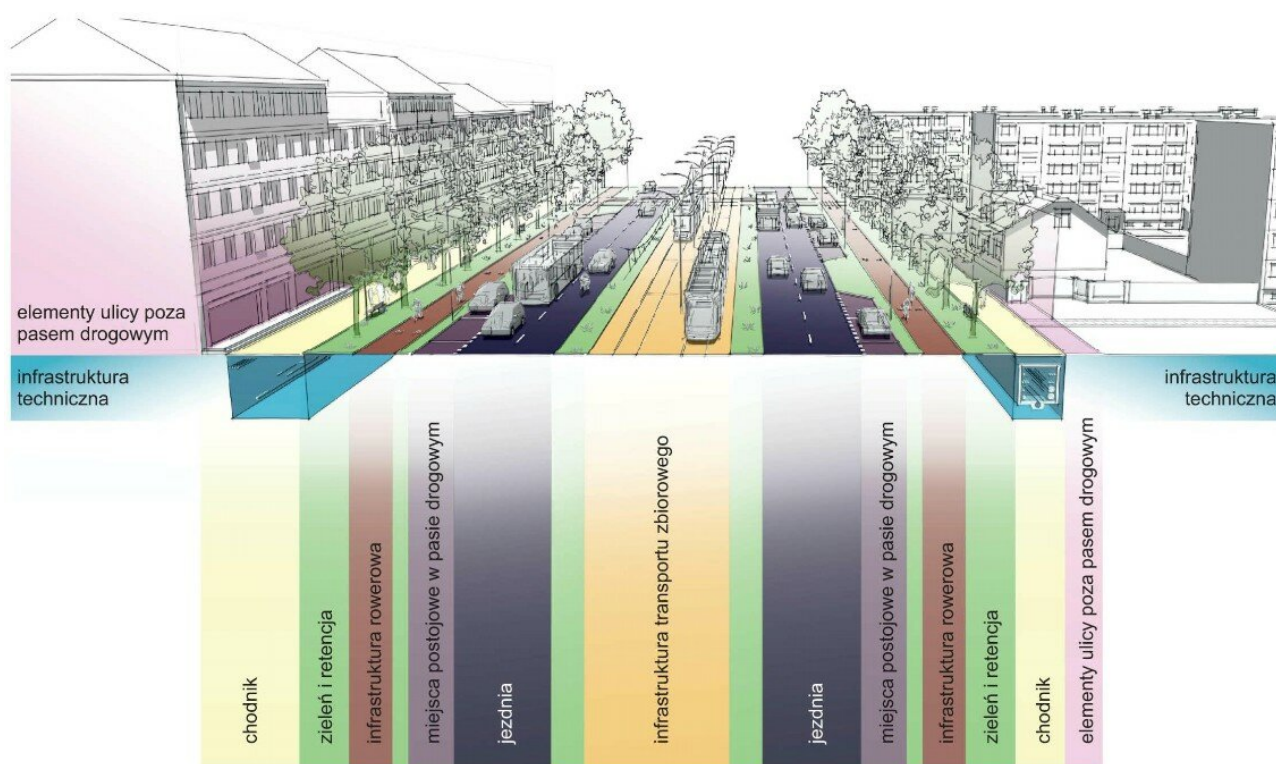 elementy ulicy poza
pasem drogowym
infrastruktura
techniczna
infrastruktura
techniczna
chodnik
zieleń i retencja
infrastruktura rowerowa
miejsca postojowe w pasie drogowym
jezdnia
infrastruktura transportu zbiorowego
jezdnia
miejsca postojowe w pasie drogowym
infrastruktura rowerowa
zieleń i retencja
chodnik
elementy ulicy poza pasem drogowym